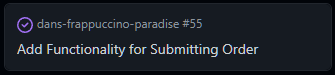 dans-frappuccino-paradise #55
Add Functionality for Submitting Order